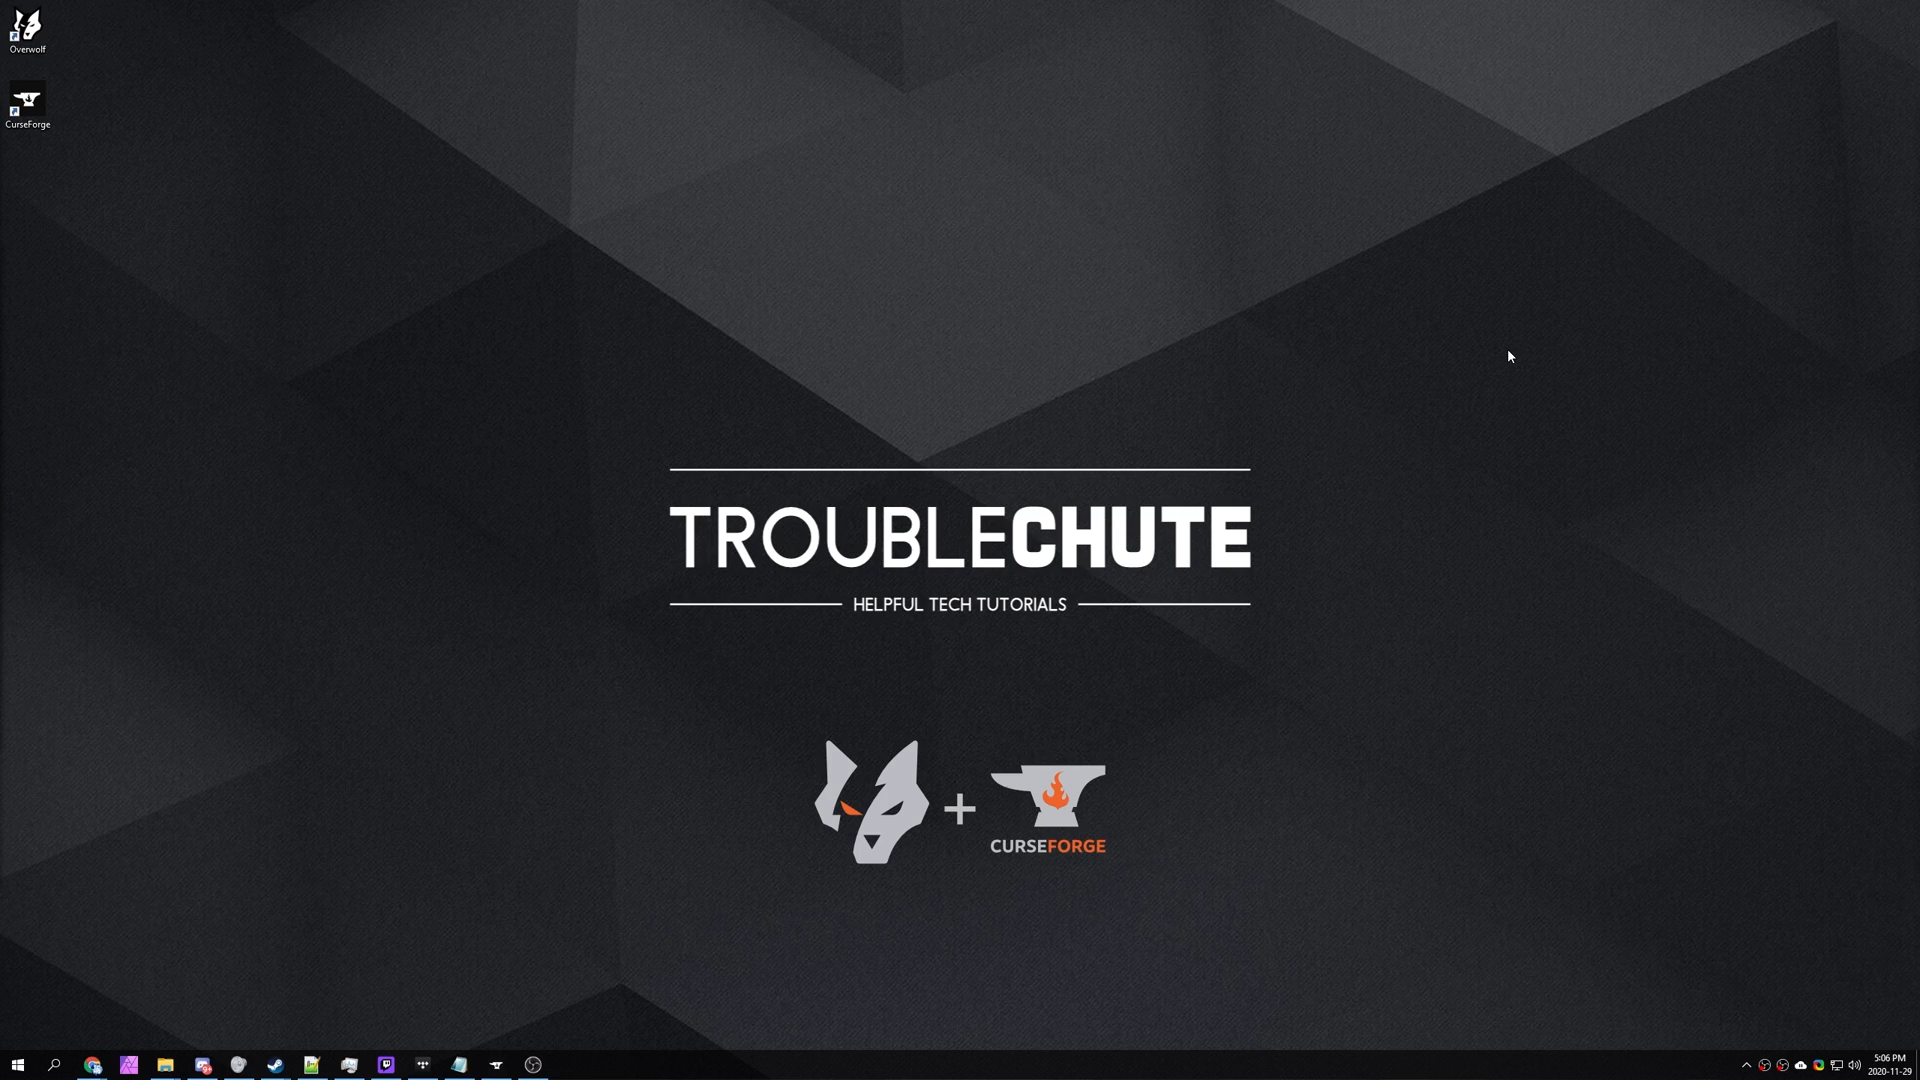 Overwolf
CurseForge
TROUBLECHUTE
HELPFUL TECH TUTORIALS
+
CURSEFORGE
5:06 PM
2020-11-29